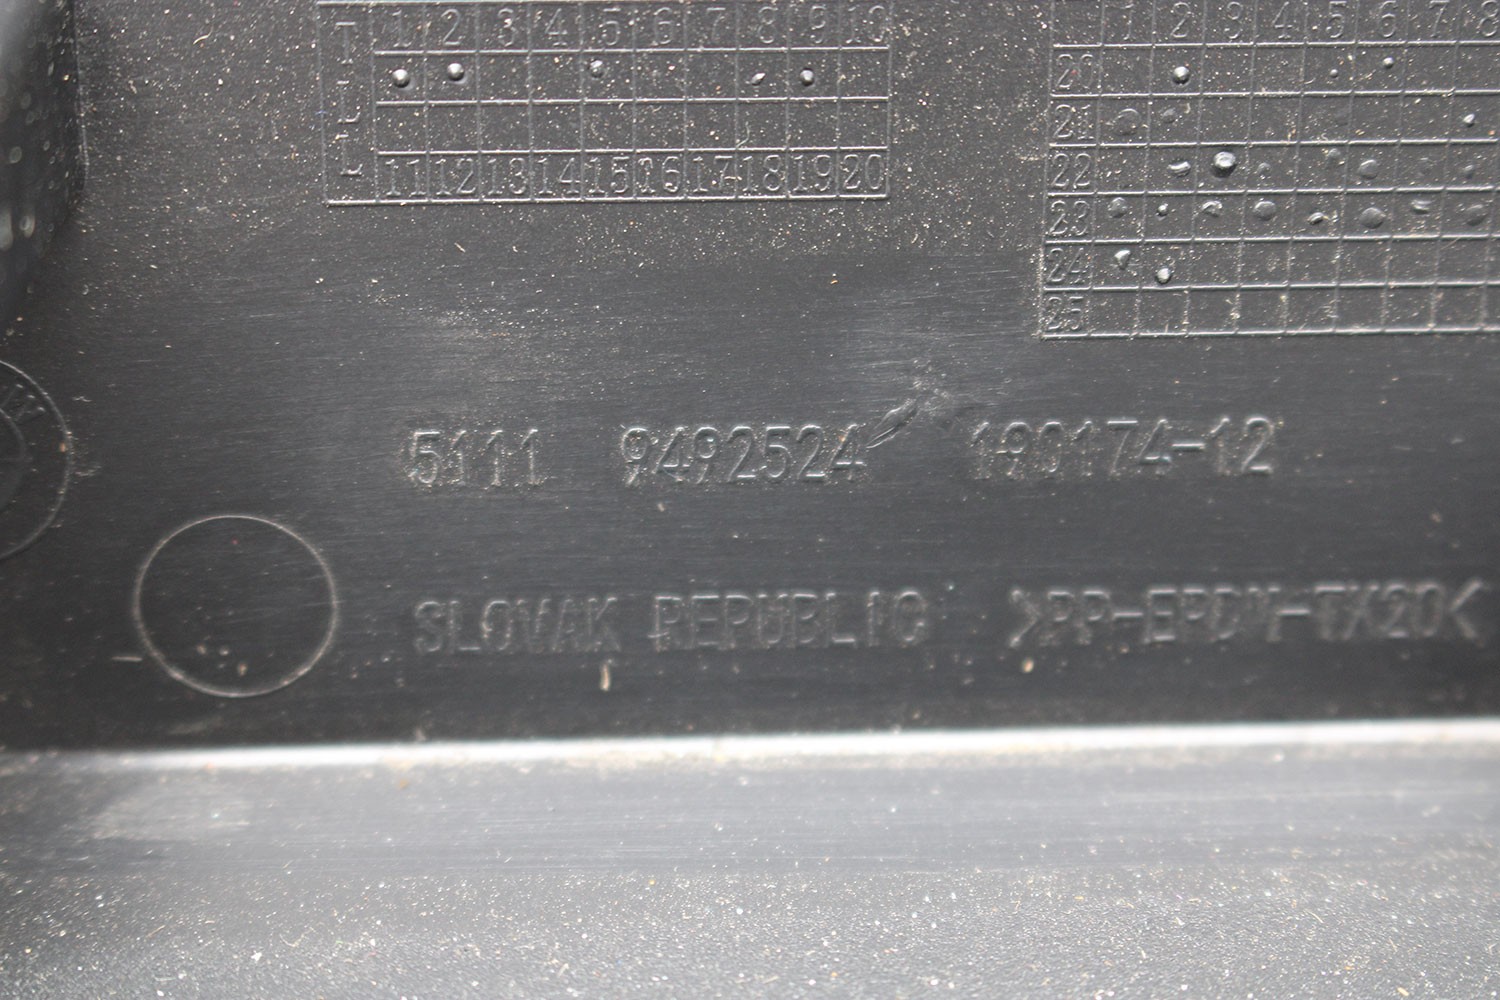 T 1 2 3 4 5 6 7 8 9 10
L
L
L 11 12 13 14 15 16 17 18 19 20
1 2 3 4 5 6 7 8
20
21
22
23
24
25
5111 9492524 190174-12
SLOVAK REPUBLIC >PP-EPDM-TX20<